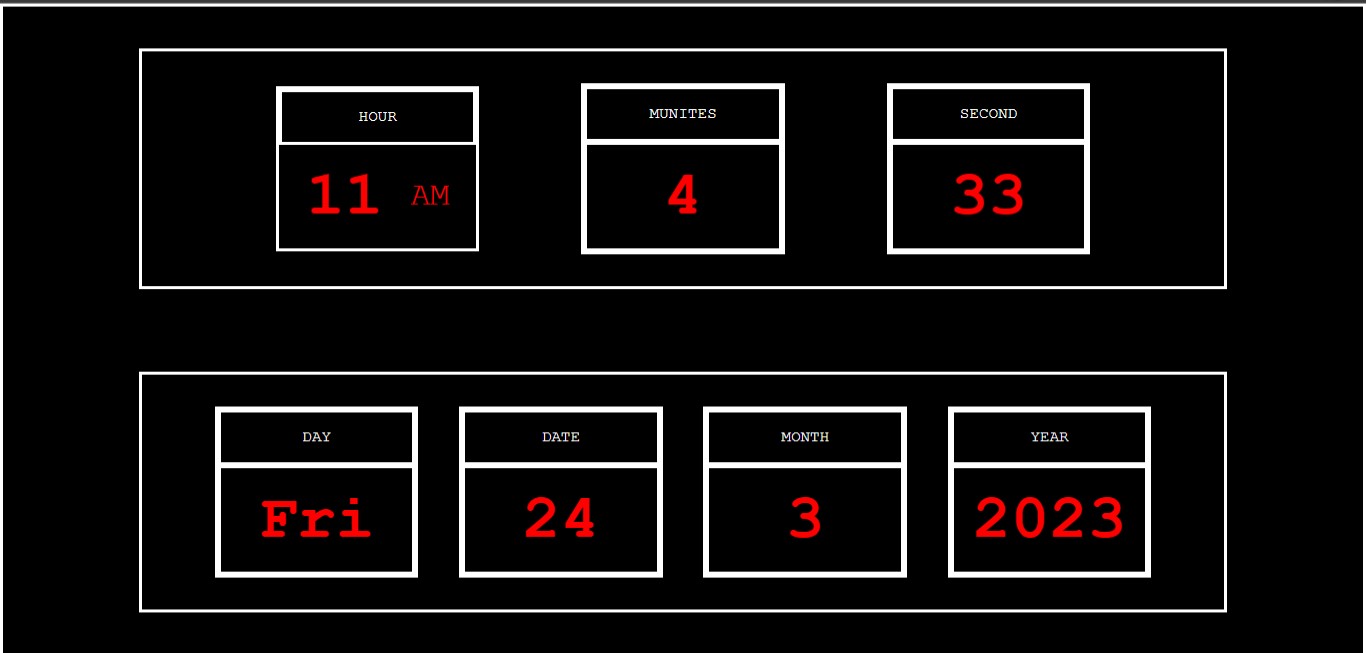 HOUR MUNITES SECOND
11 AM 4 33
DAY DATE MONTH YEAR
Fri 24 3 2023